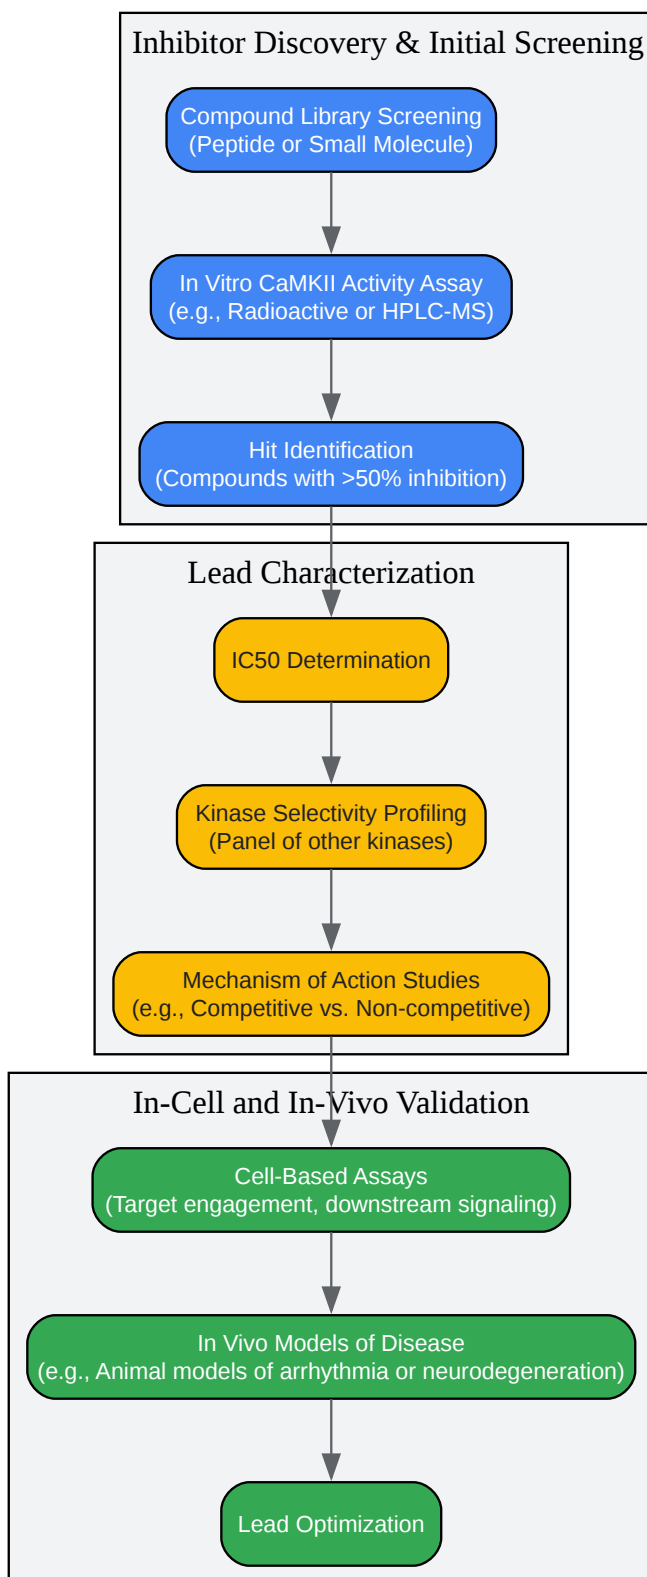 Inhibitor Discovery & Initial Screening
Compound Library Screening
(Peptide or Small Molecule)
In Vitro CaMKII Activity Assay
(e.g., Radioactive or HPLC-MS)
Hit Identification
(Compounds with >50% inhibition)
Lead Characterization
IC50 Determination
Kinase Selectivity Profiling
(Panel of other kinases)
Mechanism of Action Studies
(e.g., Competitive vs. Non-competitive)
In-Cell and In-Vivo Validation
Cell-Based Assays
(Target engagement, downstream signaling)
In Vivo Models of Disease
(e.g., Animal models of arrhythmia or neurodegeneration)
Lead Optimization